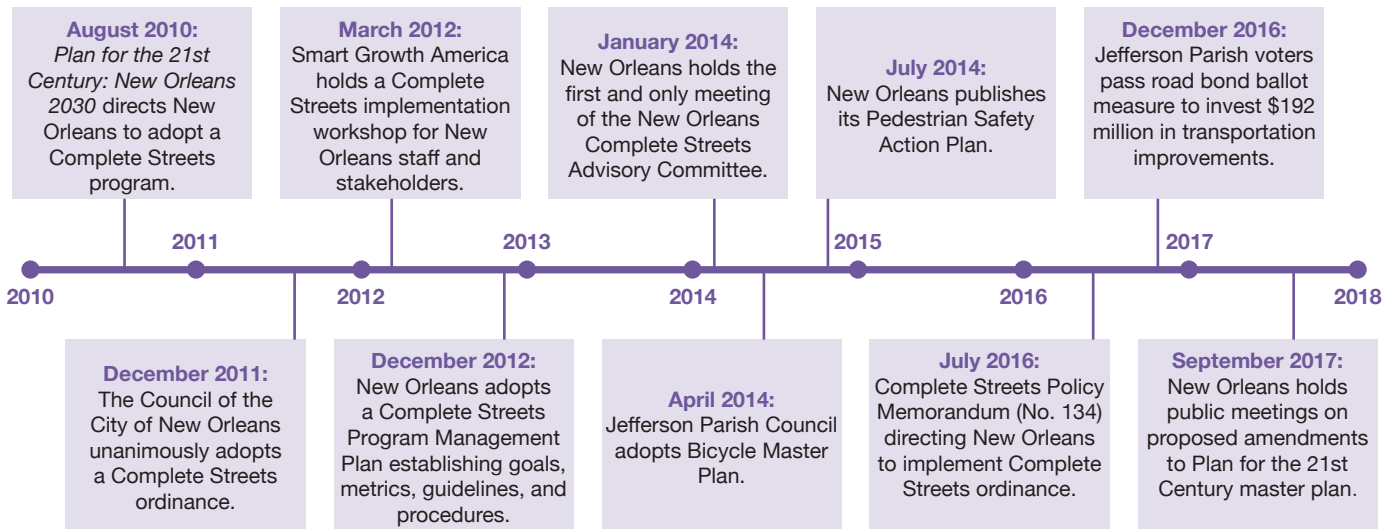 August 2010:
Plan for the 21st
Century: New Orleans
2030 directs New
Orleans to adopt a
Complete Streets
program.
March 2012:
Smart Growth America
holds a Complete
Streets implementation
workshop for New
Orleans staff and
stakeholders.
January 2014:
New Orleans holds the
first and only meeting
of the New Orleans
Complete Streets
Advisory Committee.
July 2014:
New Orleans publishes
its Pedestrian Safety
Action Plan.
December 2016:
Jefferson Parish voters
pass road bond ballot
measure to invest $192
million in transportation
improvements.
2010
2011
2012
2013
2014
2015
2016
2017
2018
December 2011:
The Council of the
City of New Orleans
unanimously adopts
a Complete Streets
ordinance.
December 2012:
New Orleans adopts
a Complete Streets
Program Management
Plan establishing goals,
metrics, guidelines, and
procedures.
April 2014:
Jefferson Parish Council
adopts Bicycle Master
Plan.
July 2016:
Complete Streets Policy
Memorandum (No. 134)
directing New Orleans
to implement Complete
Streets ordinance.
September 2017:
New Orleans holds
public meetings on
proposed amendments
to Plan for the 21st
Century master plan.